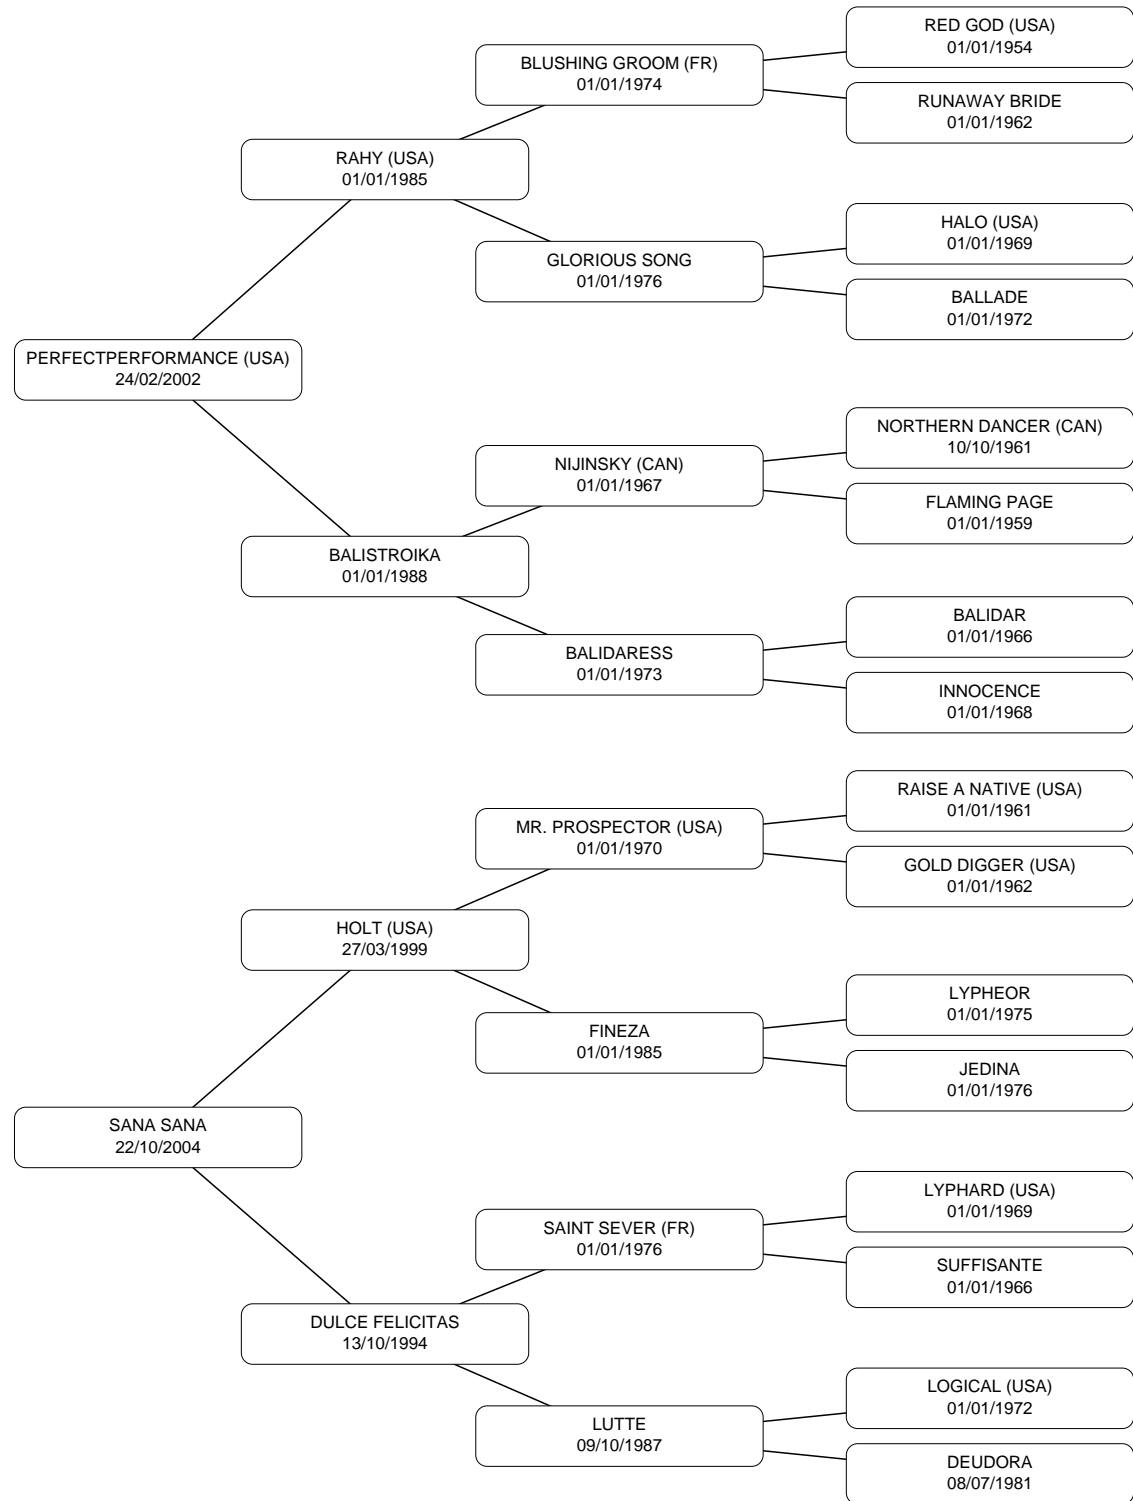 RED GOD (USA)
01/01/1954
BLUSHING GROOM (FR)
01/01/1974
RUNAWAY BRIDE
01/01/1962
RAHY (USA)
01/01/1985
HALO (USA)
01/01/1969
GLORIOUS SONG
01/01/1976
BALLADE
01/01/1972
PERFECTPERFORMANCE (USA)
24/02/2002
NORTHERN DANCER (CAN)
10/10/1961
NIJINSKY (CAN)
01/01/1967
FLAMING PAGE
01/01/1959
BALISTROIKA
01/01/1988
BALIDAR
01/01/1966
BALIDARESS
01/01/1973
INNOCENCE
01/01/1968
RAISE A NATIVE (USA)
01/01/1961
MR. PROSPECTOR (USA)
01/01/1970
GOLD DIGGER (USA)
01/01/1962
HOLT (USA)
27/03/1999
LYPHEOR
01/01/1975
FINEZA
01/01/1985
JEDINA
01/01/1976
SANA SANA
22/10/2004
LYPHARD (USA)
01/01/1969
SAINT SEVER (FR)
01/01/1976
SUFFISANTE
01/01/1966
DULCE FELICITAS
13/10/1994
LOGICAL (USA)
01/01/1972
LUTTE
09/10/1987
DEUDORA
08/07/1981